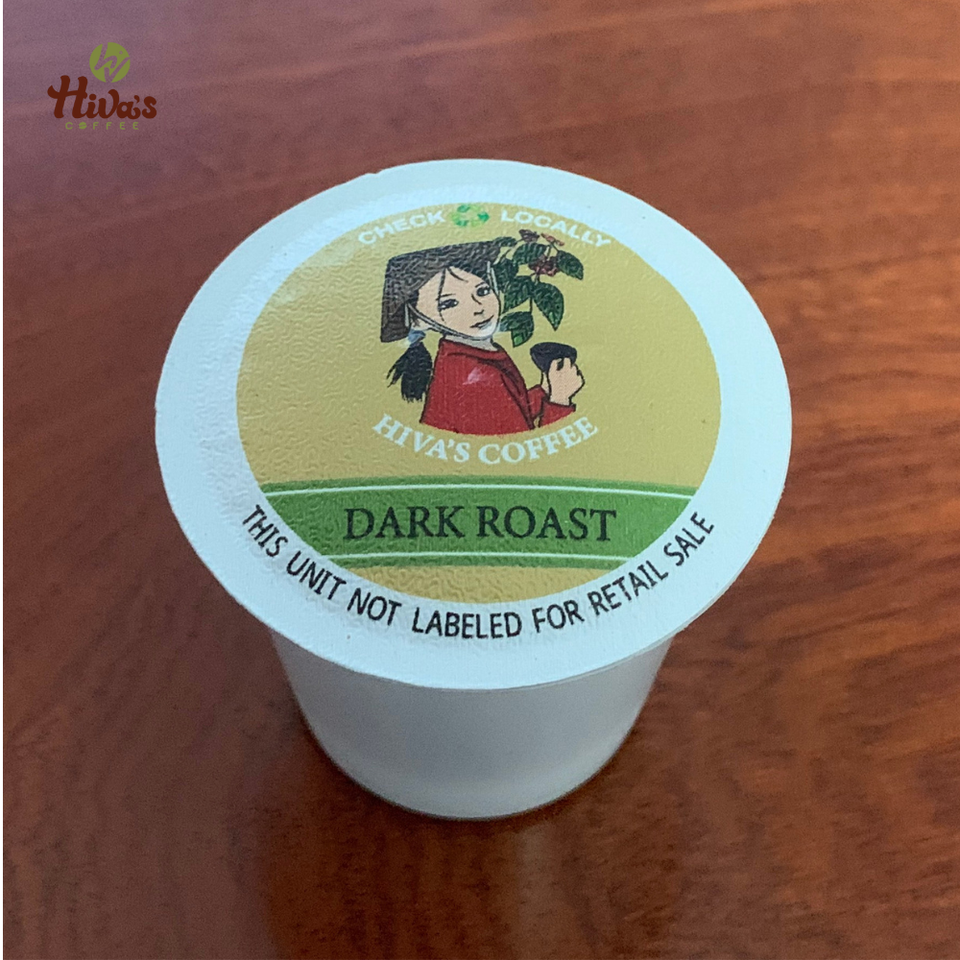 Hiva's
COFFEE
CHECK LOCALLY
HIVA'S COFFEE
DARK ROAST
THIS UNIT NOT LABELED FOR RETAIL SALE